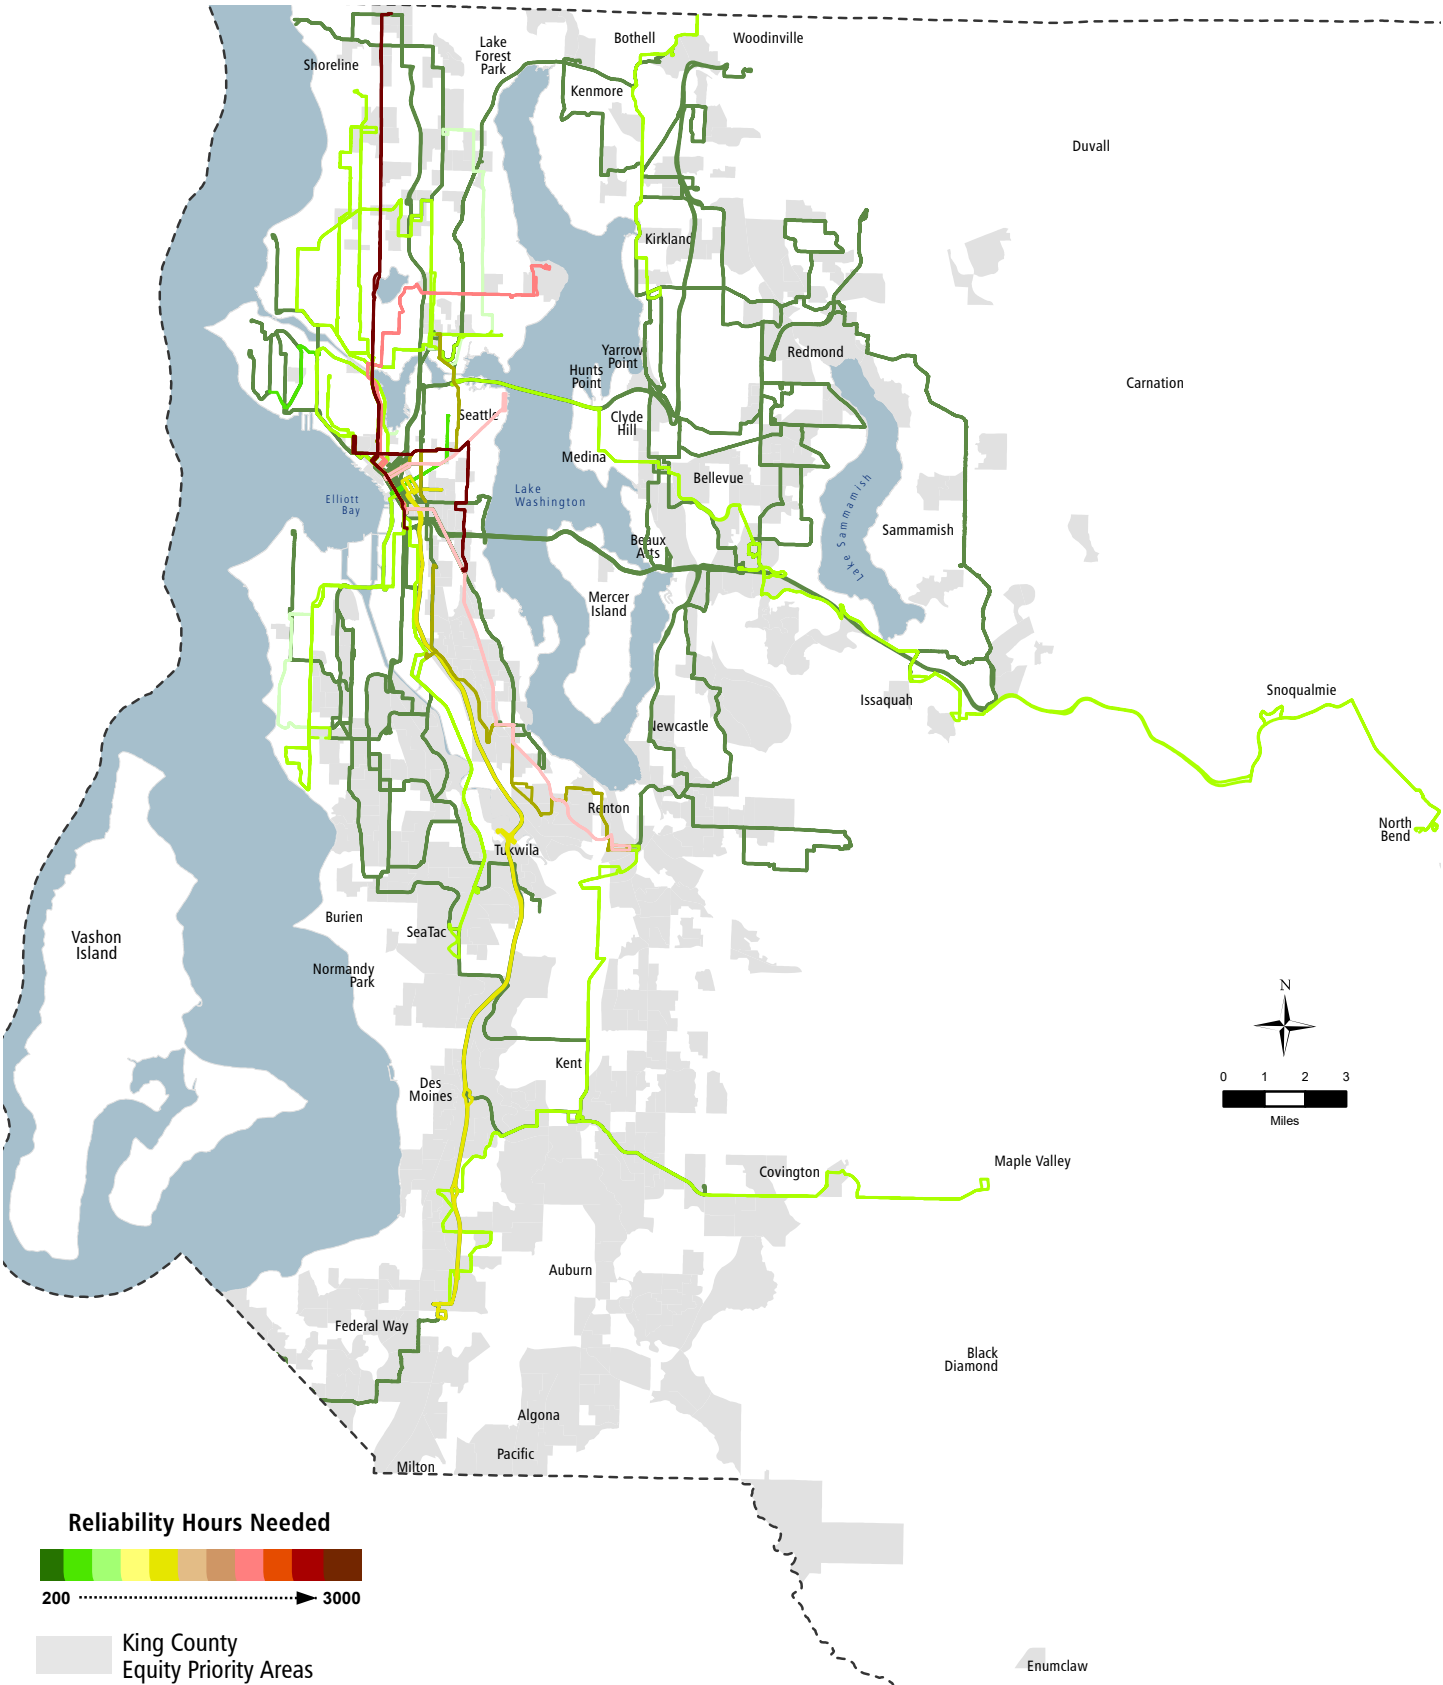 Lake
Forest
Park
Bothell
Woodinville
Shoreline
Kenmore
Duvall
Kirkland
Yarrow
Point
Redmond
Hunts
Point
Carnation
Seattle
Clyde
Hill
Medina
Bellevue
Elliott
Bay
Lake
Washington
Lake Sammamish
Sammamish
Beaux
Arts
Mercer
Island
Issaquah
Snoqualmie
Newcastle
Renton
North
Bend
Tukwila
Burien
SeaTac
Vashon
Island
Normandy
Park
N
Kent
Des
Moines
0 1 2 3
Miles
Covington
Maple Valley
Auburn
Federal Way
Black
Diamond
Algona
Pacific
Milton
Reliability Hours Needed
200 3000
King County
Equity Priority Areas
Enumclaw